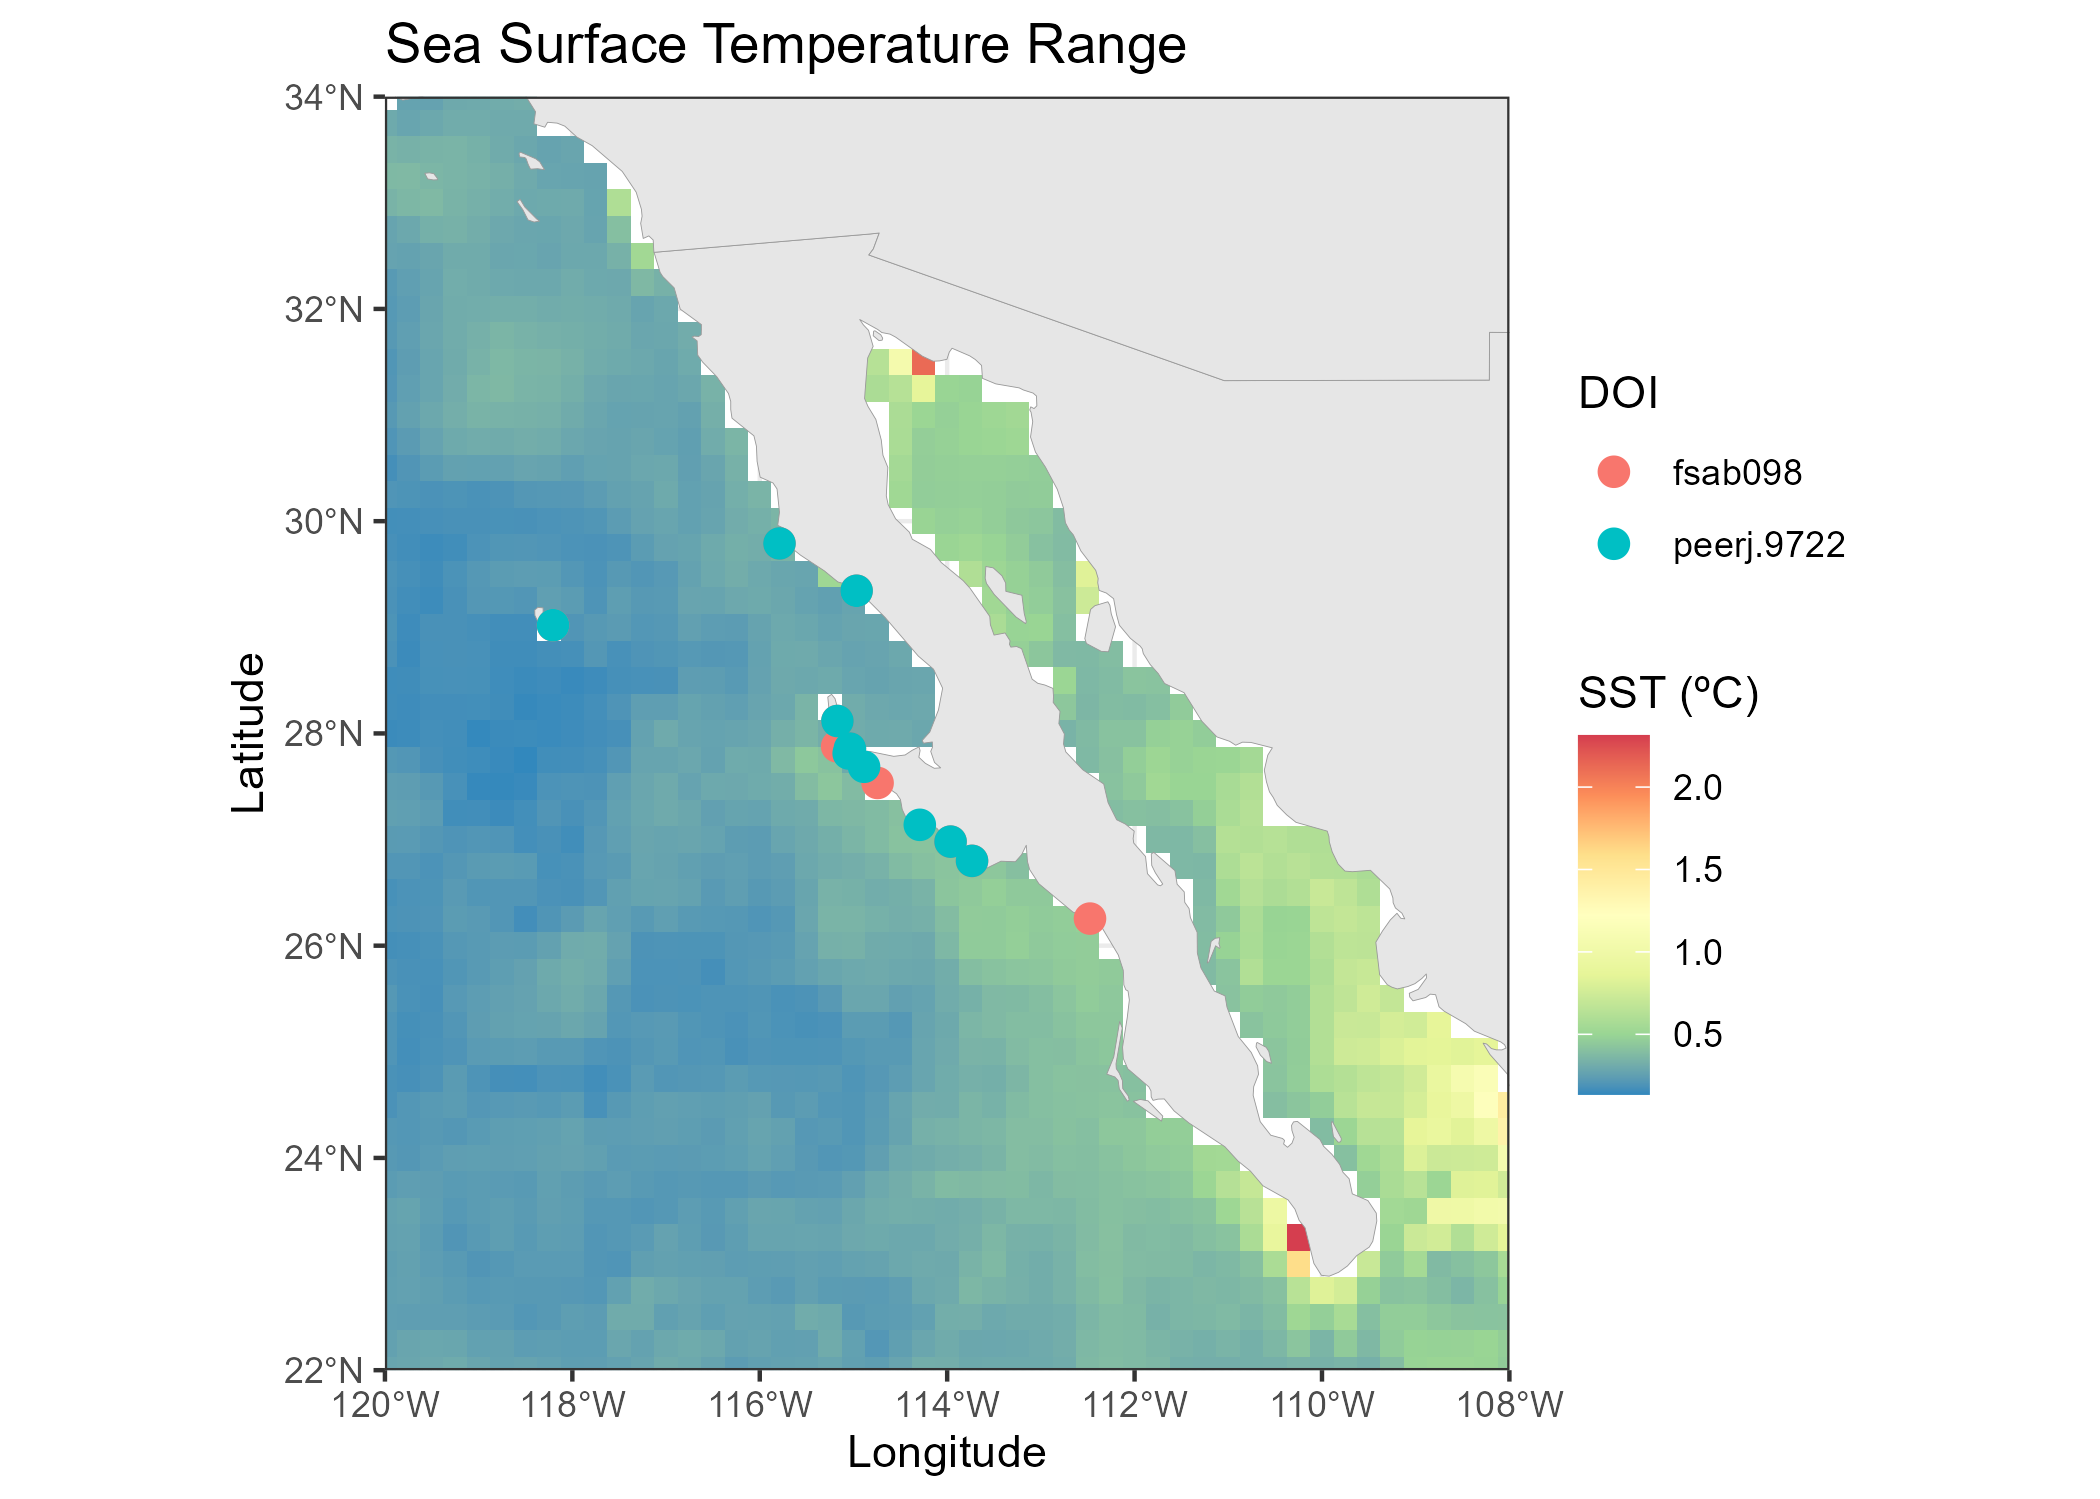 Sea Surface Temperature Range
34°N
32°N
30°N
28°N
26°N
24°N
22°N
Latitude
120°W 118°W 116°W 114°W 112°W 110°W 108°W
Longitude
DOI
fsab098
peerj.9722
SST (ºC)
2.0
1.5
1.0
0.5